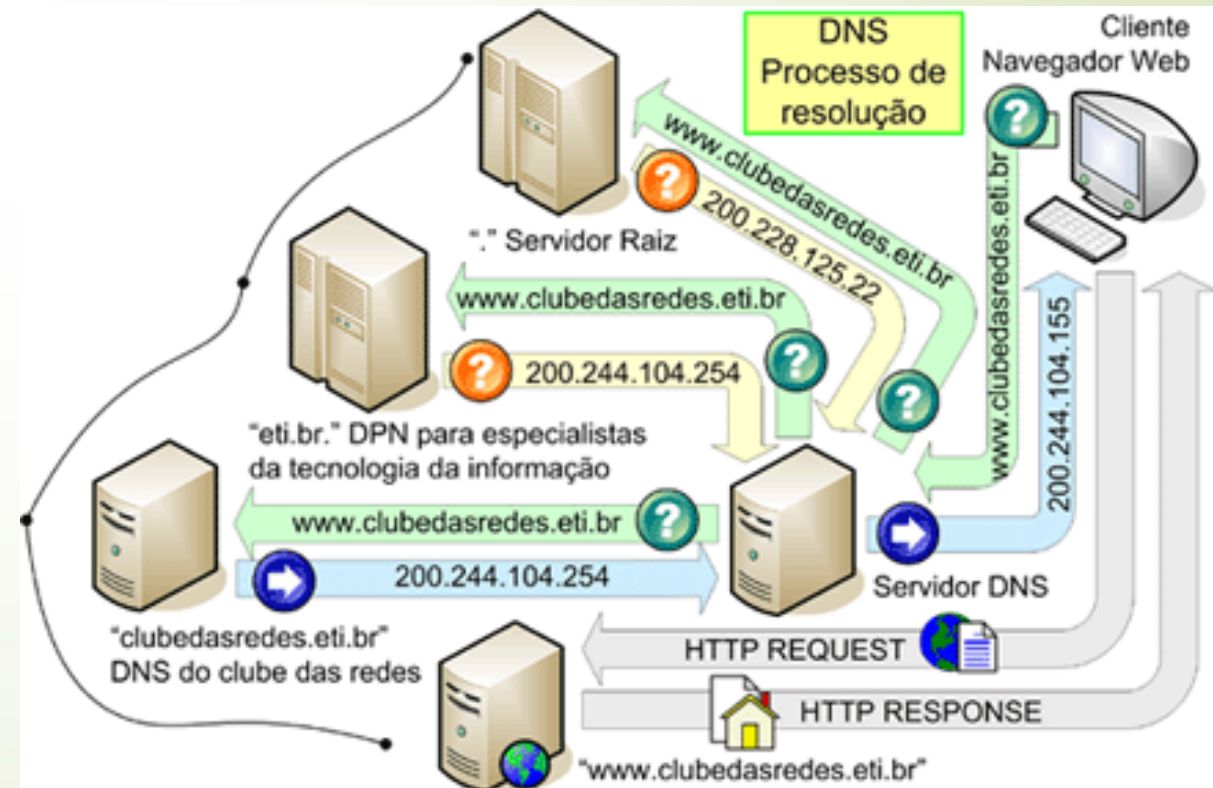 DNS
Processo de
resolução
Cliente
Navegador Web
www.clubedasredes.eti.br
www.clubedasredes.eti.br
200.228.125.22
"." Servidor Raiz
www.clubedasredes.eti.br
200.244.104.254
200.244.104.155
"eti.br." DPN para especialistas
da tecnologia da informação
www.clubedasredes.eti.br
200.244.104.254
Servidor DNS
"clubedasredes.eti.br"
DNS do clube das redes
HTTP REQUEST
HTTP RESPONSE
"www.clubedasredes.eti.br"